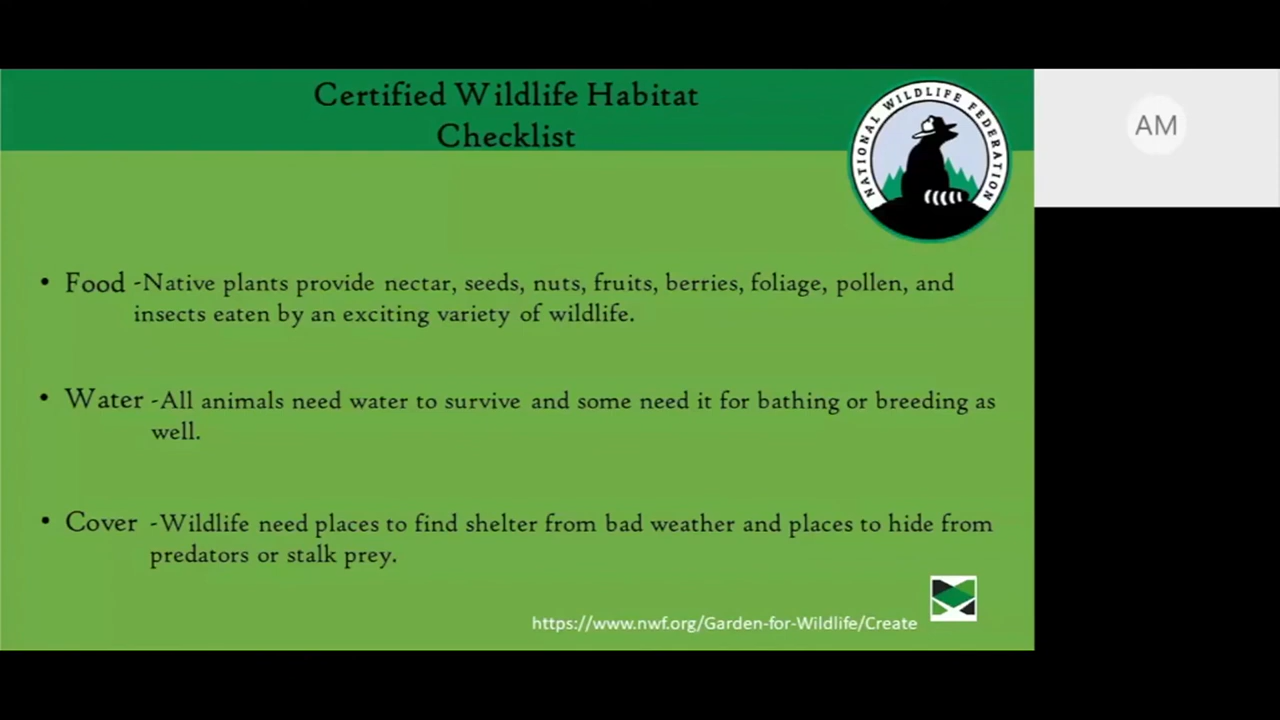 Certified Wildlife Habitat
Checklist
NATIONAL WILDLIFE FEDERATION
AM
• Food -Native plants provide nectar, seeds, nuts, fruits, berries, foliage, pollen, and
insects eaten by an exciting variety of wildlife.
• Water -All animals need water to survive and some need it for bathing or breeding as
well.
• Cover -Wildlife need places to find shelter from bad weather and places to hide from
predators or stalk prey.
https://www.nwf.org/Garden-for-Wildlife/Create